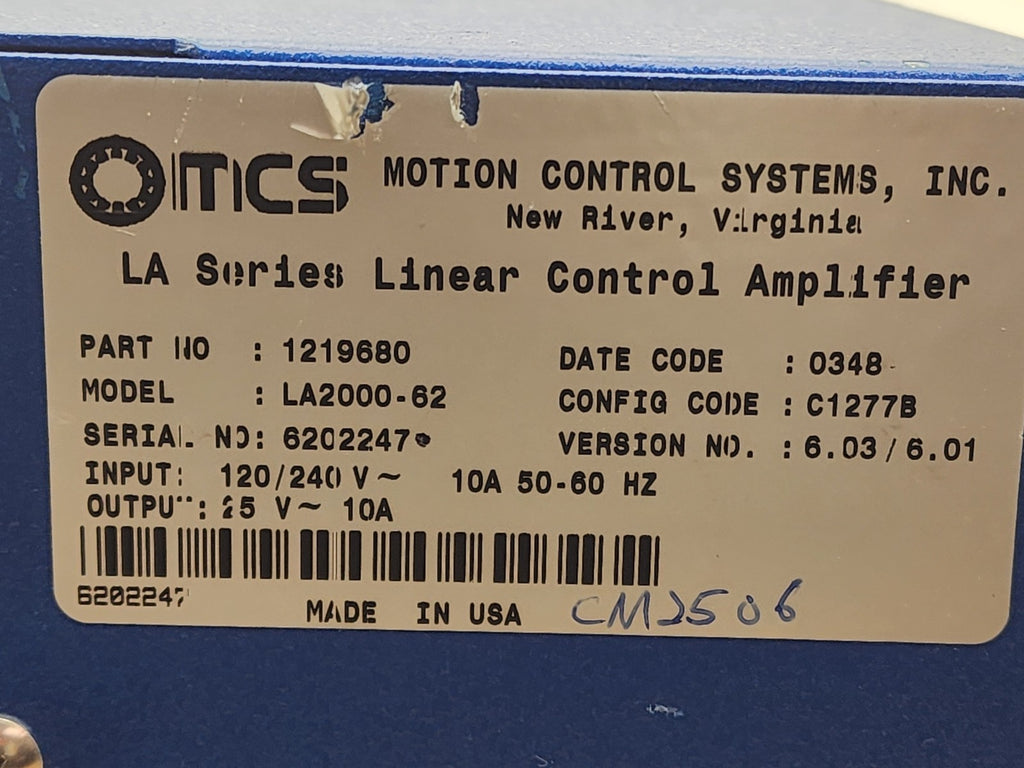 MCS MOTION CONTROL SYSTEMS, INC.
New River, Virginia
LA Series Linear Control Amplifier
PART NO : 1219680
DATE CODE : 0348
MODEL : LA2000-62
CONFIG CODE : C1277B
SERIAL NO: 6202247
VERSION NO. : 6.03/6.01
INPUT: 120/240 V~ 10A 50-60 HZ
OUTPUT: V~ 10A
6202247
MADE IN USA
CM2506